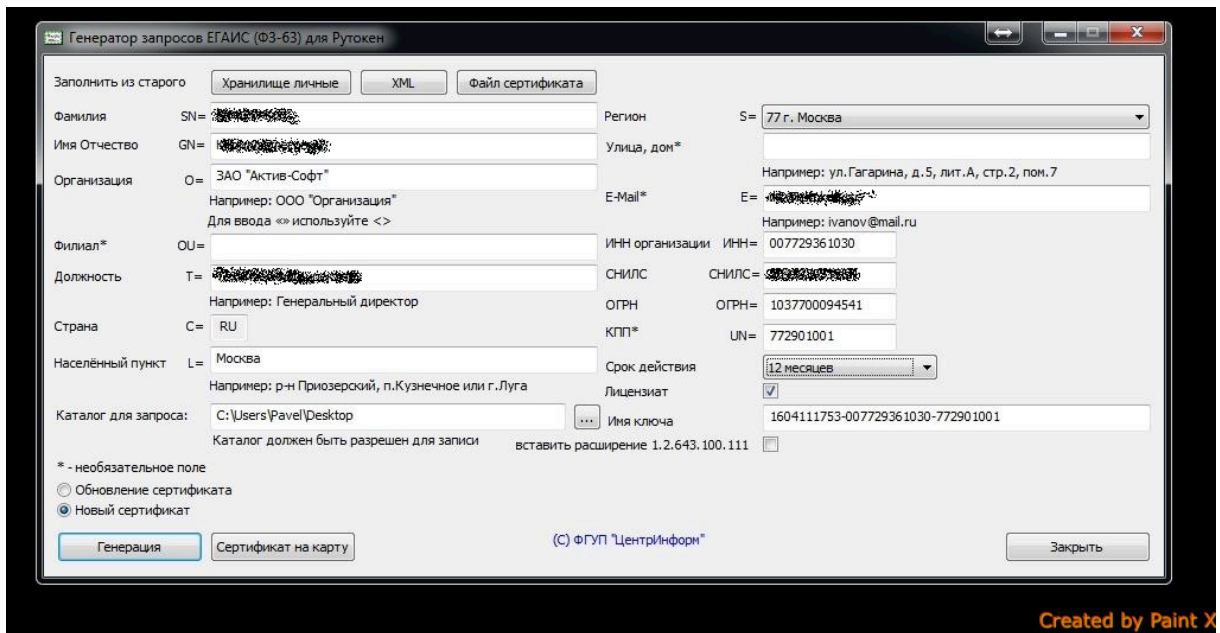 Генератор запросов ЕГАИС (ФЗ-63) для Рутокен
Заполнить из старого Хранилище личные XML Файл сертификата
Фамилия SN=
Имя Отчество GN=
Организация O= ЗАО "Актив-Софт"
Например: ООО "Организация"
Для ввода «» используйте <>
Филиал* OU=
Должность T=
Например: Генеральный директор
Страна C= RU
Населённый пункт L= Москва
Например: р-н Приозерский, п.Кузнечное или г.Луга
Каталог для запроса: C:\Users\Pavel\Desktop ...
Каталог должен быть разрешен для записи
Регион S= 77 г. Москва
Улица, дом*
Например: ул.Гагарина, д.5, лит.А, стр.2, пом.7
E-Mail* E=
Например: ivanov@mail.ru
ИНН организации ИНН= 007729361030
СНИЛС СНИЛС=
ОГРН ОГРН= 1037700094541
КПП* UN= 772901001
Срок действия 12 месяцев
Лицензиат
Имя ключа 1604111753-007729361030-772901001
вставить расширение 1.2.643.100.111
* - необязательное поле
Обновление сертификата
Новый сертификат
Генерация Сертификат на карту (C) ФГУП "ЦентрИнформ" Закрыть
Created by Paint X